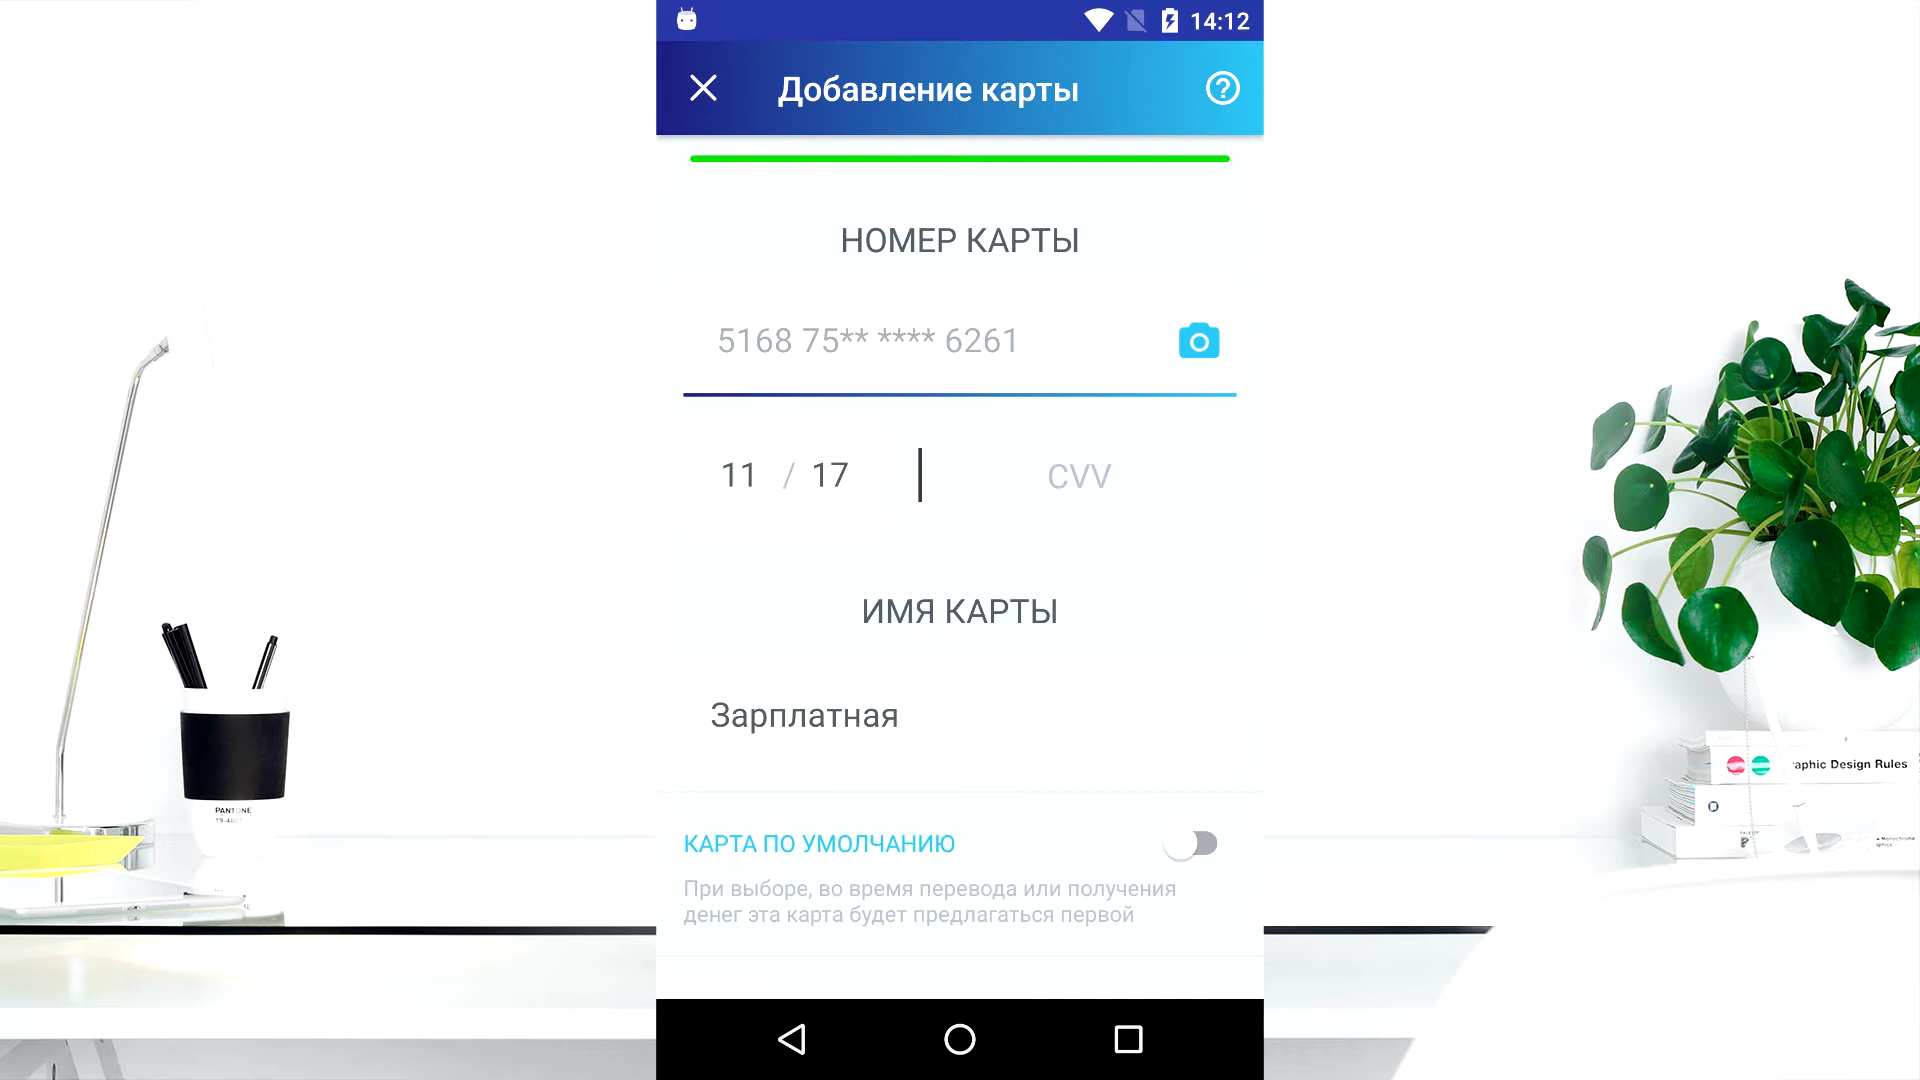 14:12
Добавление карты
НОМЕР КАРТЫ
5168 75** **** 6261
11 / 17
CVV
ИМЯ КАРТЫ
Зарплатная
КАРТА ПО УМОЛЧАНИЮ
При выборе, во время перевода или получения
денег эта карта будет предлагаться первой
PANTONE
aphic Design Rules